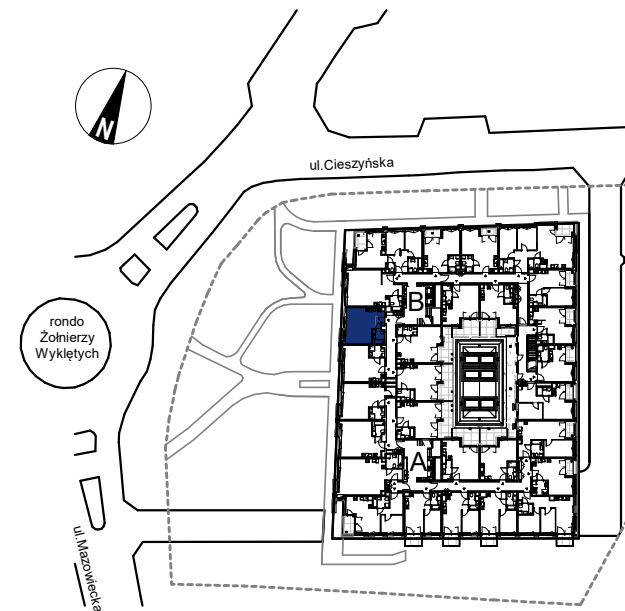 N
ul.Cieszyńska
B
rondo
Żołnierzy
Wyklętych
A
ul.Mazowiecka